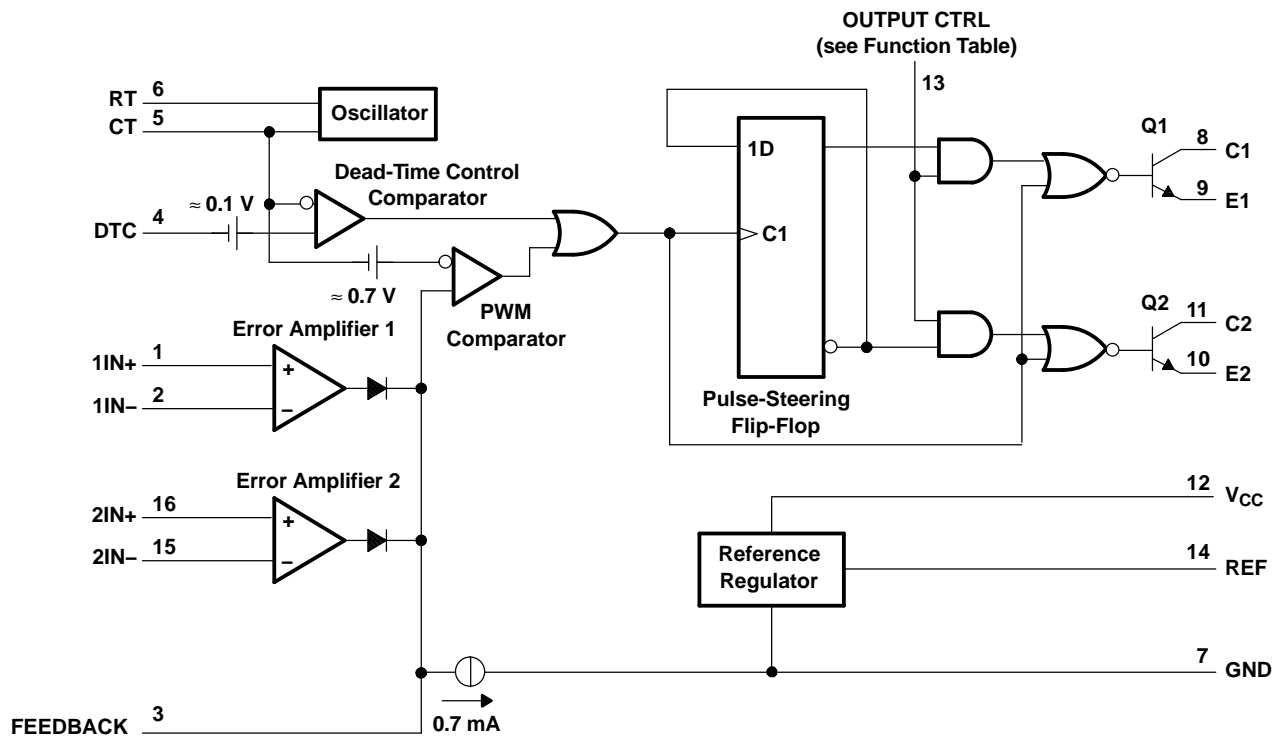 OUTPUT CTRL
(see Function Table)
13
RT 6
CT 5
Oscillator
Dead-Time Control
Comparator
≈ 0.1 V
DTC 4
≈ 0.7 V
PWM
Comparator
1D
C1
Pulse-Steering
Flip-Flop
Q1
8 C1
9 E1
Q2
11 C2
10 E2
Error Amplifier 1
1IN+ 1
1IN– 2
+
–
Error Amplifier 2
2IN+ 16
2IN– 15
+
–
12 VCC
Reference
Regulator
14 REF
7 GND
0.7 mA
FEEDBACK 3